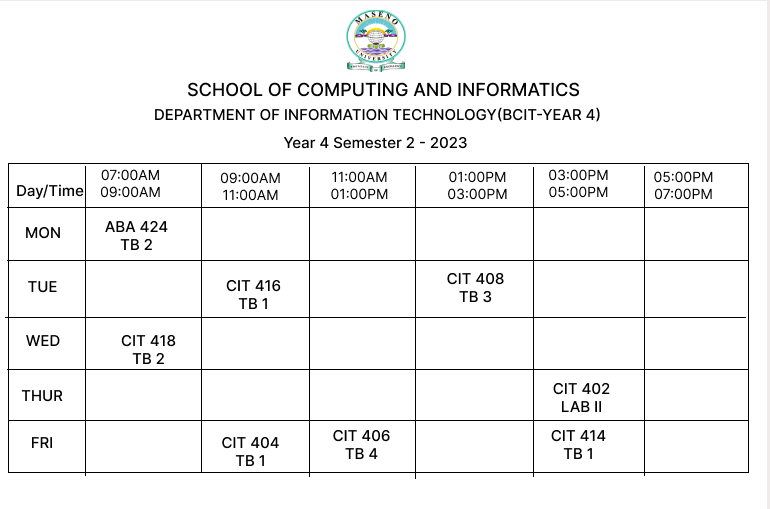 MASENO
UNIVERSITY
SCHOOL OF COMPUTING AND INFORMATICS
DEPARTMENT OF INFORMATION TECHNOLOGY(BCIT-YEAR 4)
Year 4 Semester 2 - 2023
Day/Time 07:00AM 09:00AM 11:00AM 01:00PM 03:00PM 05:00PM
09:00AM 11:00AM 01:00PM 03:00PM 05:00PM 07:00PM
MON ABA 424
TB 2
TUE CIT 416 CIT 408
TB 1 TB 3
WED CIT 418
TB 2
THUR CIT 402
LAB II
FRI CIT 404 CIT 406 CIT 414
TB 1 TB 4 TB 1